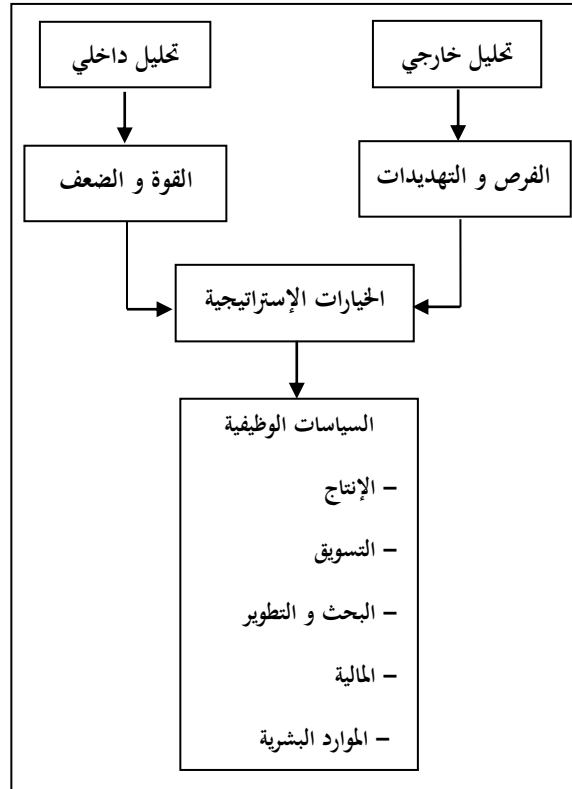 تحليل خارجي
تحليل داخلي
الفرص و التهديدات
القوة و الضعف
الخيارات الإستراتيجية
السياسات الوظيفية
– الإنتاج
– التسويق
– البحث و التطوير
– المالية
– الموارد البشرية